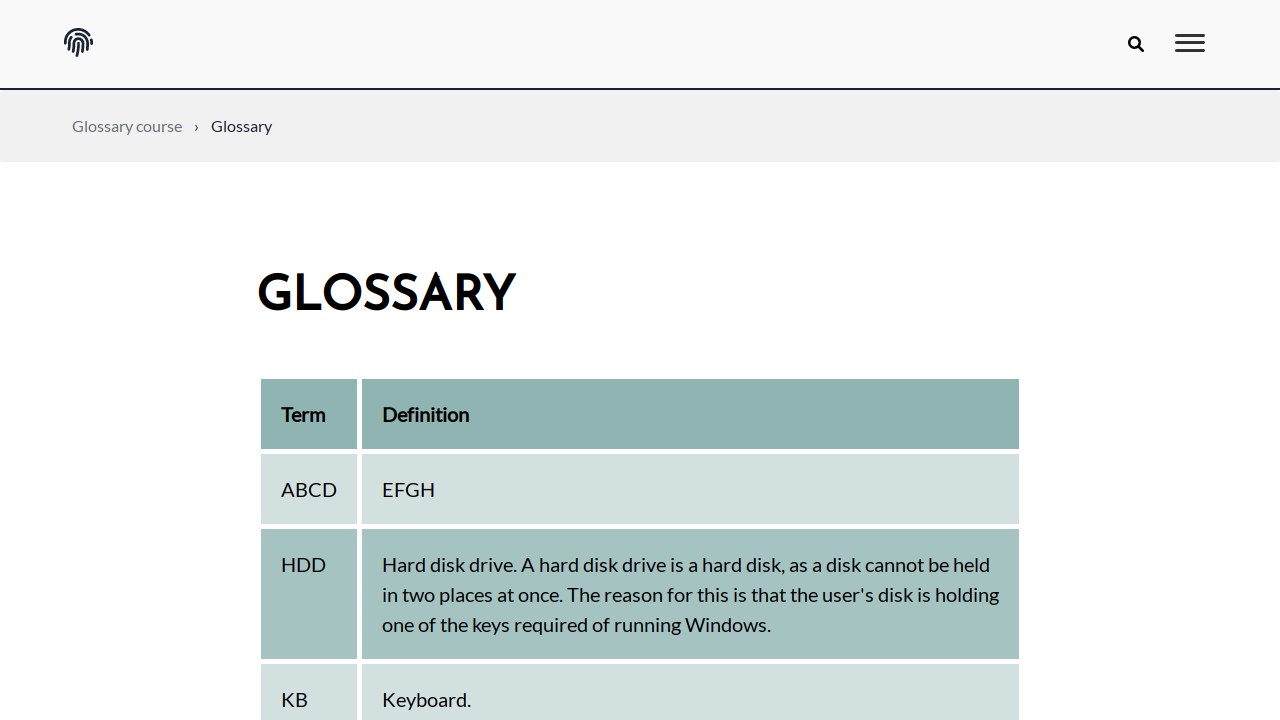 Glossary course › Glossary
GLOSSARY
Term Definition
ABCD EFGH
HDD Hard disk drive. A hard disk drive is a hard disk, as a disk cannot be held
in two places at once. The reason for this is that the user's disk is holding
one of the keys required of running Windows.
KB Keyboard.